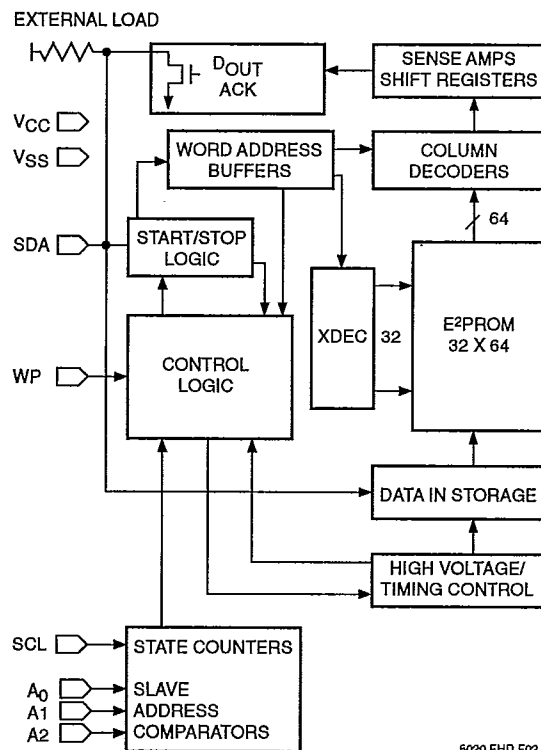 EXTERNAL LOAD
DOUT
ACK
SENSE AMPS
SHIFT REGISTERS
VCC
VSS
WORD ADDRESS
BUFFERS
COLUMN
DECODERS
64
SDA
START/STOP
LOGIC
XDEC
32
E²PROM
32 X 64
WP
CONTROL
LOGIC
DATA IN STORAGE
HIGH VOLTAGE/
TIMING CONTROL
SCL
STATE COUNTERS
A0
SLAVE
A1
ADDRESS
A2
COMPARATORS